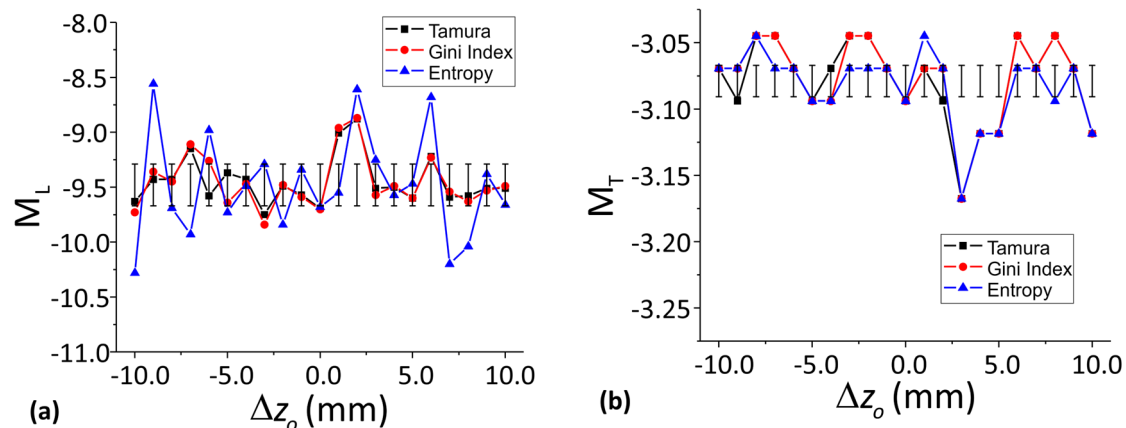 -8.0
-8.5
-9.0
-9.5
-10.0
-10.5
-11.0
M_L
Tamura
Gini Index
Entropy
-10.0 -5.0 0.0 5.0 10.0
(a)
Δz_o (mm)
-3.05
-3.10
-3.15
-3.20
-3.25
M_T
Tamura
Gini Index
Entropy
-10.0 -5.0 0.0 5.0 10.0
(b)
Δz_o (mm)